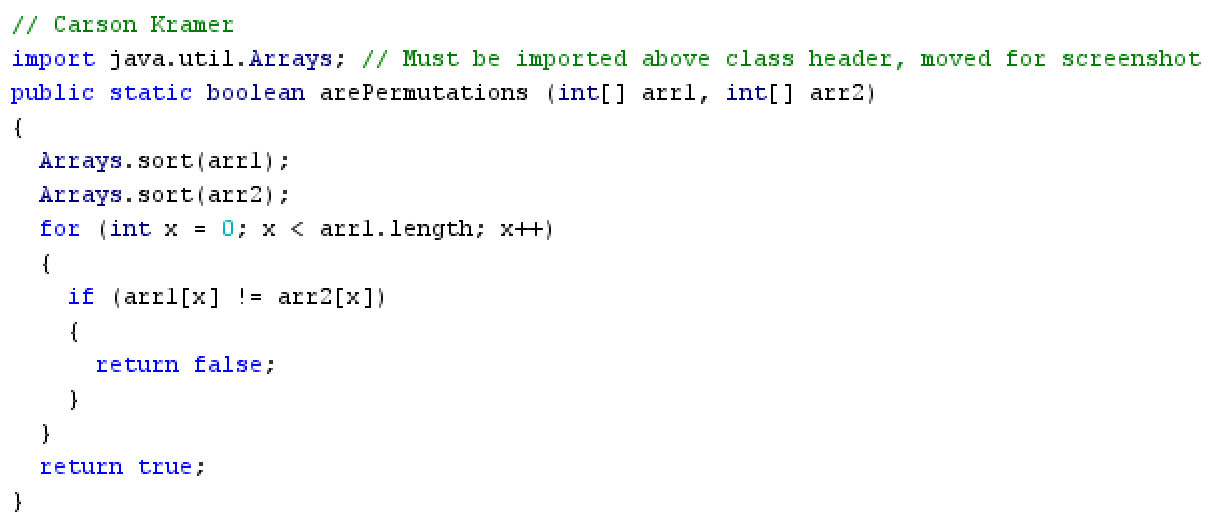 // Carson Kramer
import java.util.Arrays; // Must be imported above class header, moved for screenshot
public static boolean arePermutations (int[] arr1, int[] arr2)
{
  Arrays.sort(arr1);
  Arrays.sort(arr2);
  for (int x = 0; x < arr1.length; x++)
  {
    if (arr1[x] != arr2[x])
    {
      return false;
    }
  }
  return true;
}